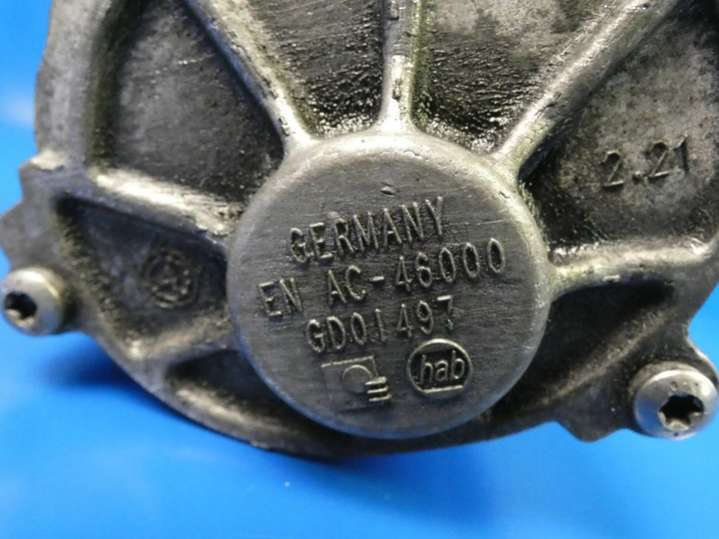 2.21
GERMANY
EN AC-46000
GD01497
hab